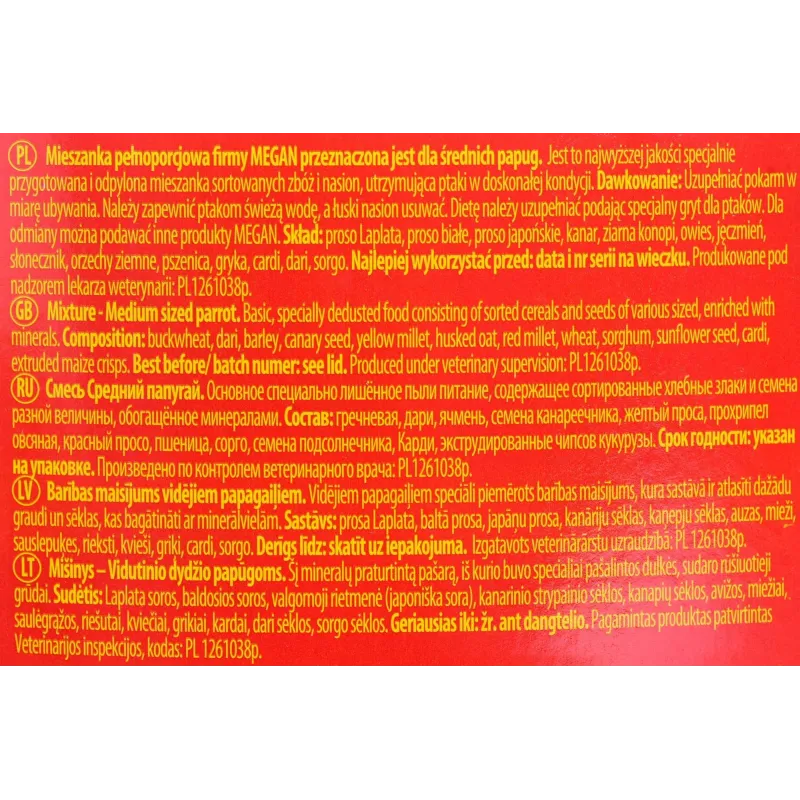 PL Mieszanka pełnoporcjowa firmy MEGAN przeznaczona jest dla średnich papug. Jest to najwyższej jakości specjalnie
przygotowana i odpylona mieszanka sortowanych zbóż i nasion, utrzymująca ptaki w doskonałej kondycji. Dawkowanie: Uzupełniać pokarm w
miarę ubywania. Należy zapewnić ptakom świeżą wodę, a łuski nasion usuwać. Dietę należy uzupełniać podając specjalny gryt dla ptaków. Dla
odmiany można podawać inne produkty MEGAN. Skład: proso Laplata, proso białe, proso japońskie, kanar, ziarna konopi, owies, jęczmień,
słonecznik, orzechy ziemne, pszenica, gryka, cardi, dari, sorgo. Najlepiej wykorzystać przed: data i nr serii na wieczku. Produkowane pod
nadzorem lekarza weterynarii: PL1261038p.
GB Mixture - Medium sized parrot. Basic, specially dedusted food consisting of sorted cereals and seeds of various sized, enriched with
minerals. Composition: buckwheat, dari, barley, canary seed, yellow millet, husked oat, red millet, wheat, sorghum, sunflower seed, cardi,
extruded maize crisps. Best before/ batch numer: see lid. Produced under veterinary supervision: PL1261038p.
RU Смесь Средний папугай. Основное специально лишённое пыли питание, содержащее сортированные хлебные злаки и семена
разной величины, обогащённое минералами. Состав: гречневая, дари, ячмень, семена канареечника, желтый проса, прохрипел
овсяная, красный просо, пшеница, сорго, семена подсолнечника, Карди, экструдированные чипсов кукурузы. Срок годности: указан
на упаковке. Произведено по контролем ветеринарного врача: PL1261038p.
LV Barības maisījums vidējiem papagaiļiem. Vidējiem papagaiļiem speciāli piemērots barības maisījums, kura sastāvā ir atlasīti dažādu
graudi un sēklas, kas bagātināti ar minerālvielām. Sastāvs: prosa Laplata, baltā prosa, japāņu prosa, kanāriju sēklas, kaņepju sēklas, auzas, mieži,
saulespukes, rieksti, kvieši, griki, cardi, sorgo. Derīgs līdz: skatīt uz iepakojuma. Izgatavots veterinārārstu uzraudzībā: PL 1261038p.
LT Mišinys – Vidutinio dydžio papūgoms. Šį mineralų praturtintą pašarą, iš kurio buvo specialiai pašalintos dulkės, sudaro rūšiuotieji
grūdai. Sudėtis: Laplata soros, baldosios soros, valgomoji rietmenė (japoniška sora), kanarinio strypainio sėklos, kanapių sėklos, avižos, miežiai,
saulėgrąžos, riešutai, kviečiai, grikiai, kardai, dari sėklos, sorgo sėklos. Geriausias iki: žr. ant dangtelio. Pagamintas produktas patvirtintas
Veterinarijos inspekcijos, kodas: PL 1261038p.